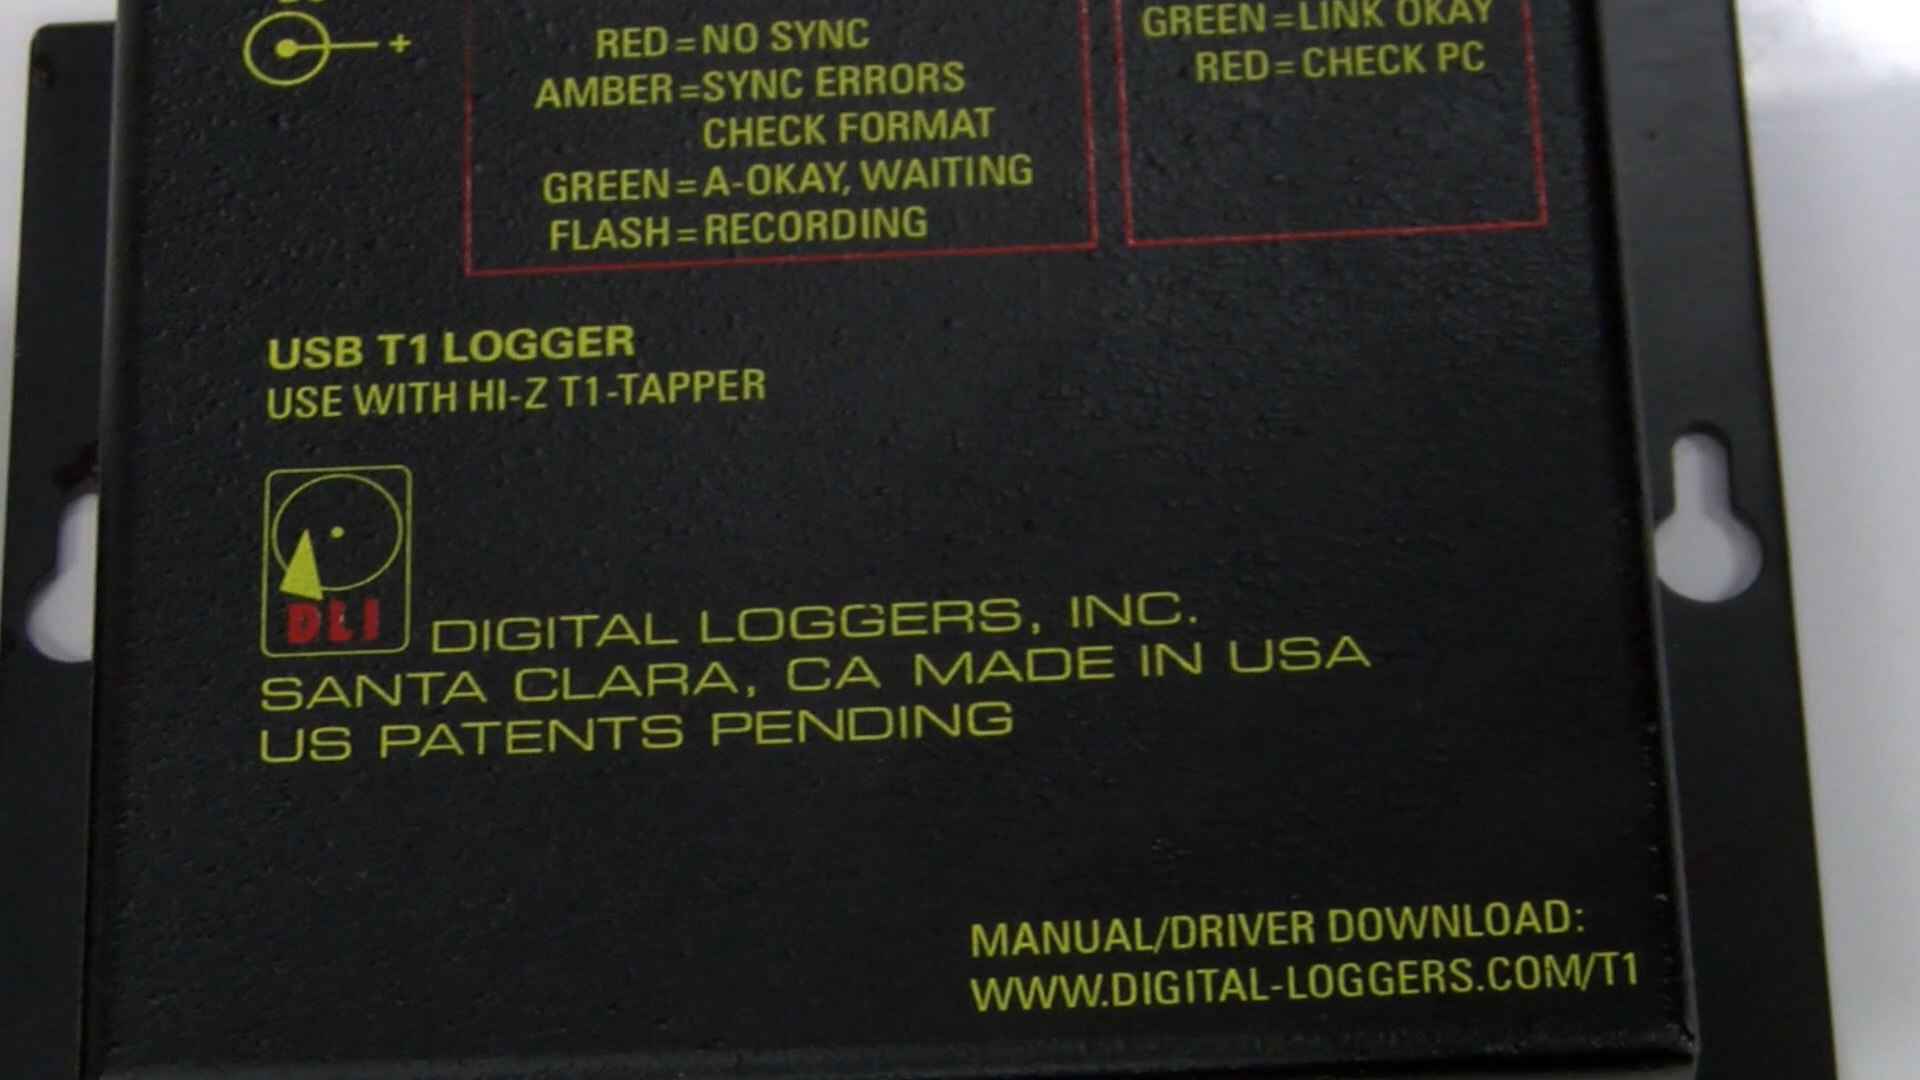 +
RED=NO SYNC
AMBER=SYNC ERRORS
CHECK FORMAT
GREEN=A-OKAY, WAITING
FLASH=RECORDING
GREEN=LINK OKAY
RED=CHECK PC
USB T1 LOGGER
USE WITH HI-Z T1-TAPPER
DLI
DIGITAL LOGGERS, INC.
SANTA CLARA, CA MADE IN USA
US PATENTS PENDING
MANUAL/DRIVER DOWNLOAD:
WWW.DIGITAL-LOGGERS.COM/T1